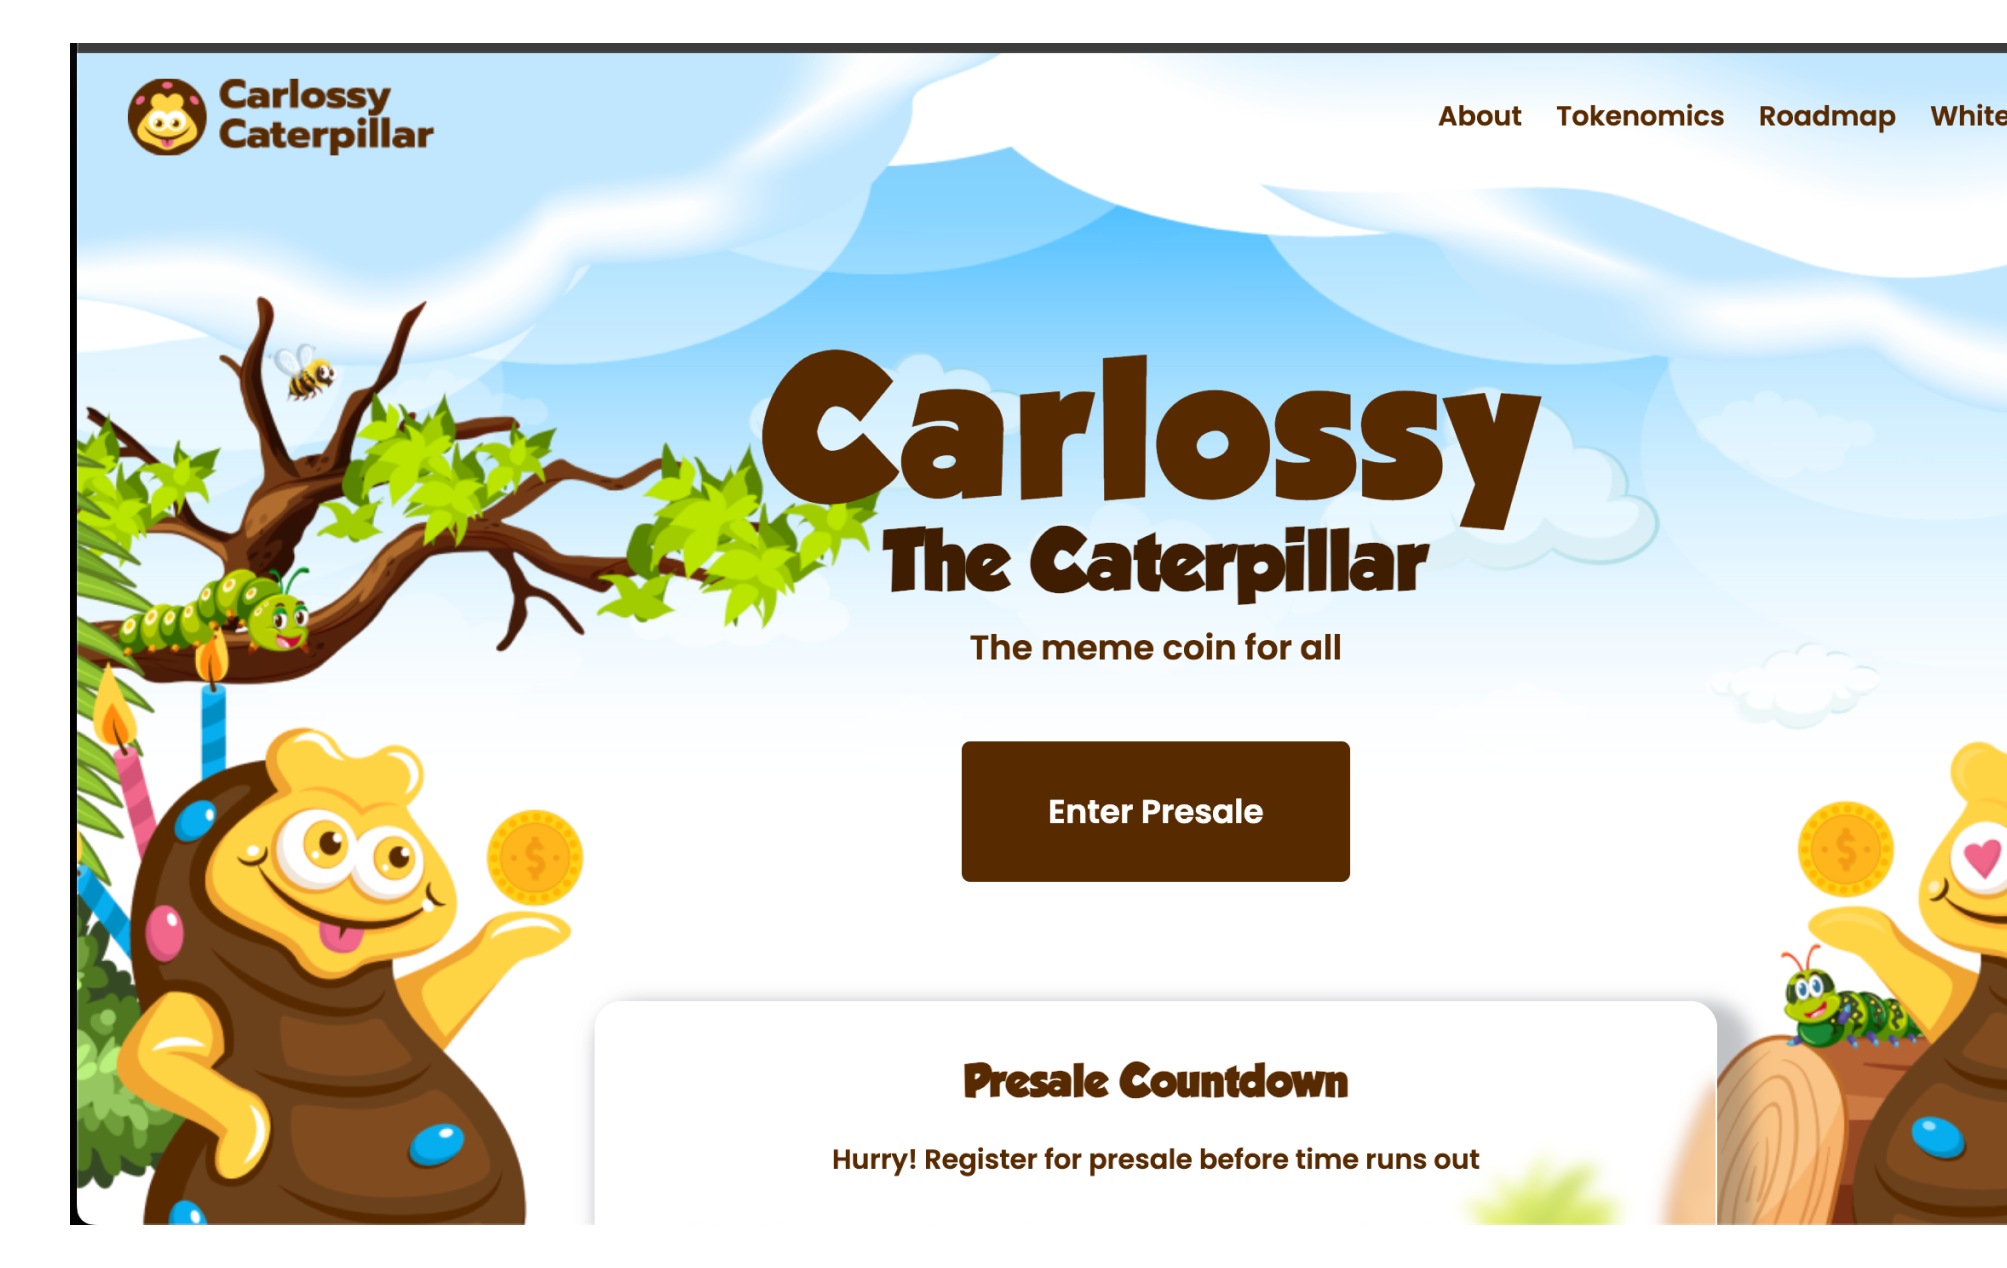 Carlossy
Caterpillar
About Tokenomics Roadmap White
Carlossy
The Caterpillar
The meme coin for all
Enter Presale
$
$
Presale Countdown
Hurry! Register for presale before time runs out